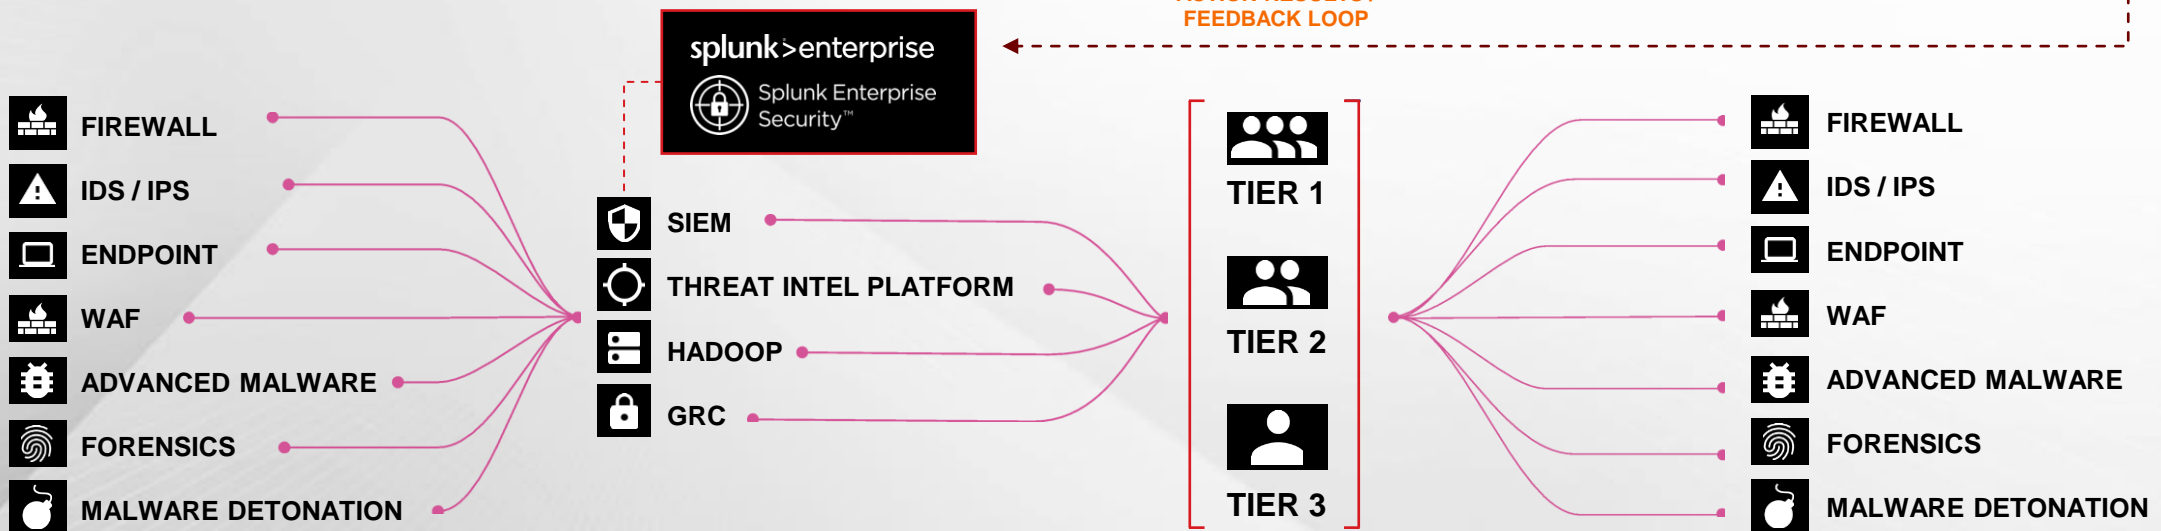 FEEDBACK LOOP
splunk>enterprise
Splunk Enterprise
Security™
FIREWALL
IDS / IPS
ENDPOINT
WAF
ADVANCED MALWARE
FORENSICS
MALWARE DETONATION
SIEM
THREAT INTEL PLATFORM
HADOOP
GRC
TIER 1
TIER 2
TIER 3
FIREWALL
IDS / IPS
ENDPOINT
WAF
ADVANCED MALWARE
FORENSICS
MALWARE DETONATION